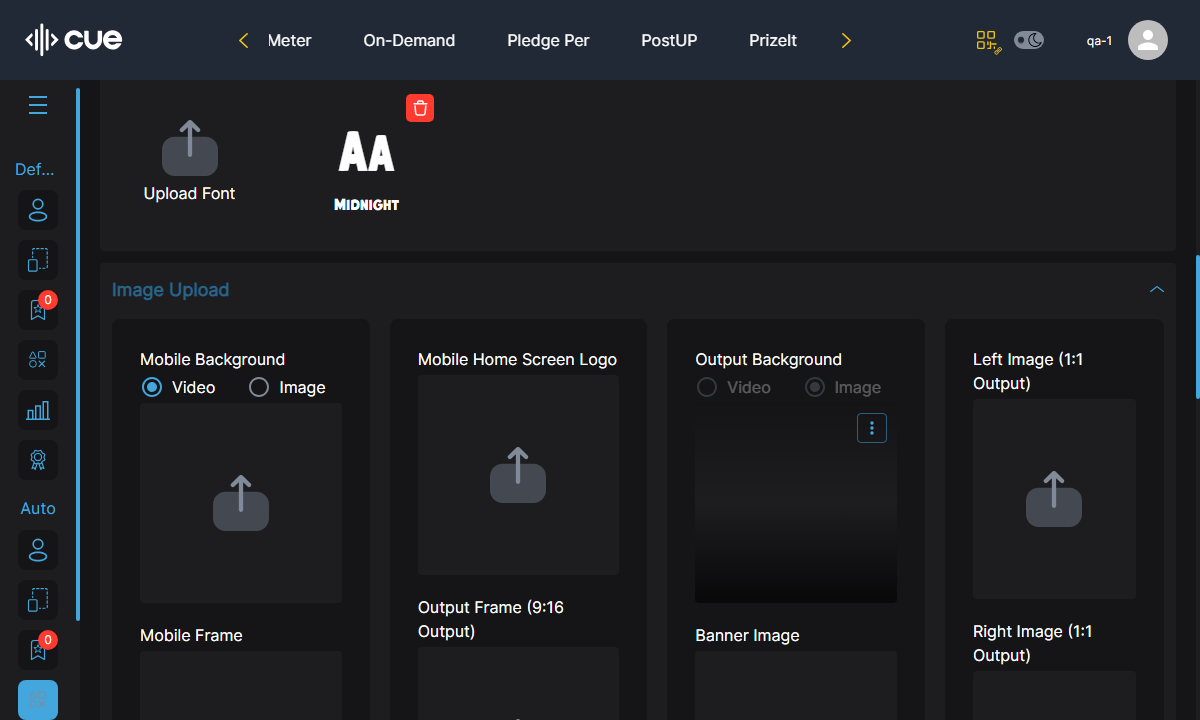 cue
Meter
On-Demand
Pledge Per
PostUP
PrizeIt
qa-1
Def...
0
Auto
0
Upload Font
AA
Midnight
Image Upload
Mobile Background
Video
Image
Mobile Frame
Mobile Home Screen Logo
Output Frame (9:16
Output)
Output Background
Video
Image
Banner Image
Left Image (1:1
Output)
Right Image (1:1
Output)